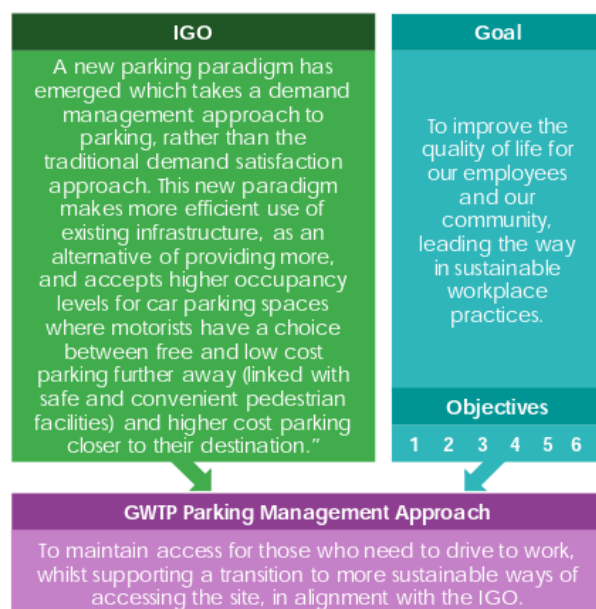 IGO
A new parking paradigm has
emerged which takes a demand
management approach to
parking, rather than the
traditional demand satisfaction
approach. This new paradigm
makes more efficient use of
existing infrastructure, as an
alternative of providing more,
and accepts higher occupancy
levels for car parking spaces
where motorists have a choice
between free and low cost
parking further away (linked with
safe and convenient pedestrian
facilities) and higher cost parking
closer to their destination.”
Goal
To improve the
quality of life for
our employees
and our
community,
leading the way
in sustainable
workplace
practices.
Objectives
1 2 3 4 5 6
GWTP Parking Management Approach
To maintain access for those who need to drive to work,
whilst supporting a transition to more sustainable ways of
accessing the site, in alignment with the IGO.